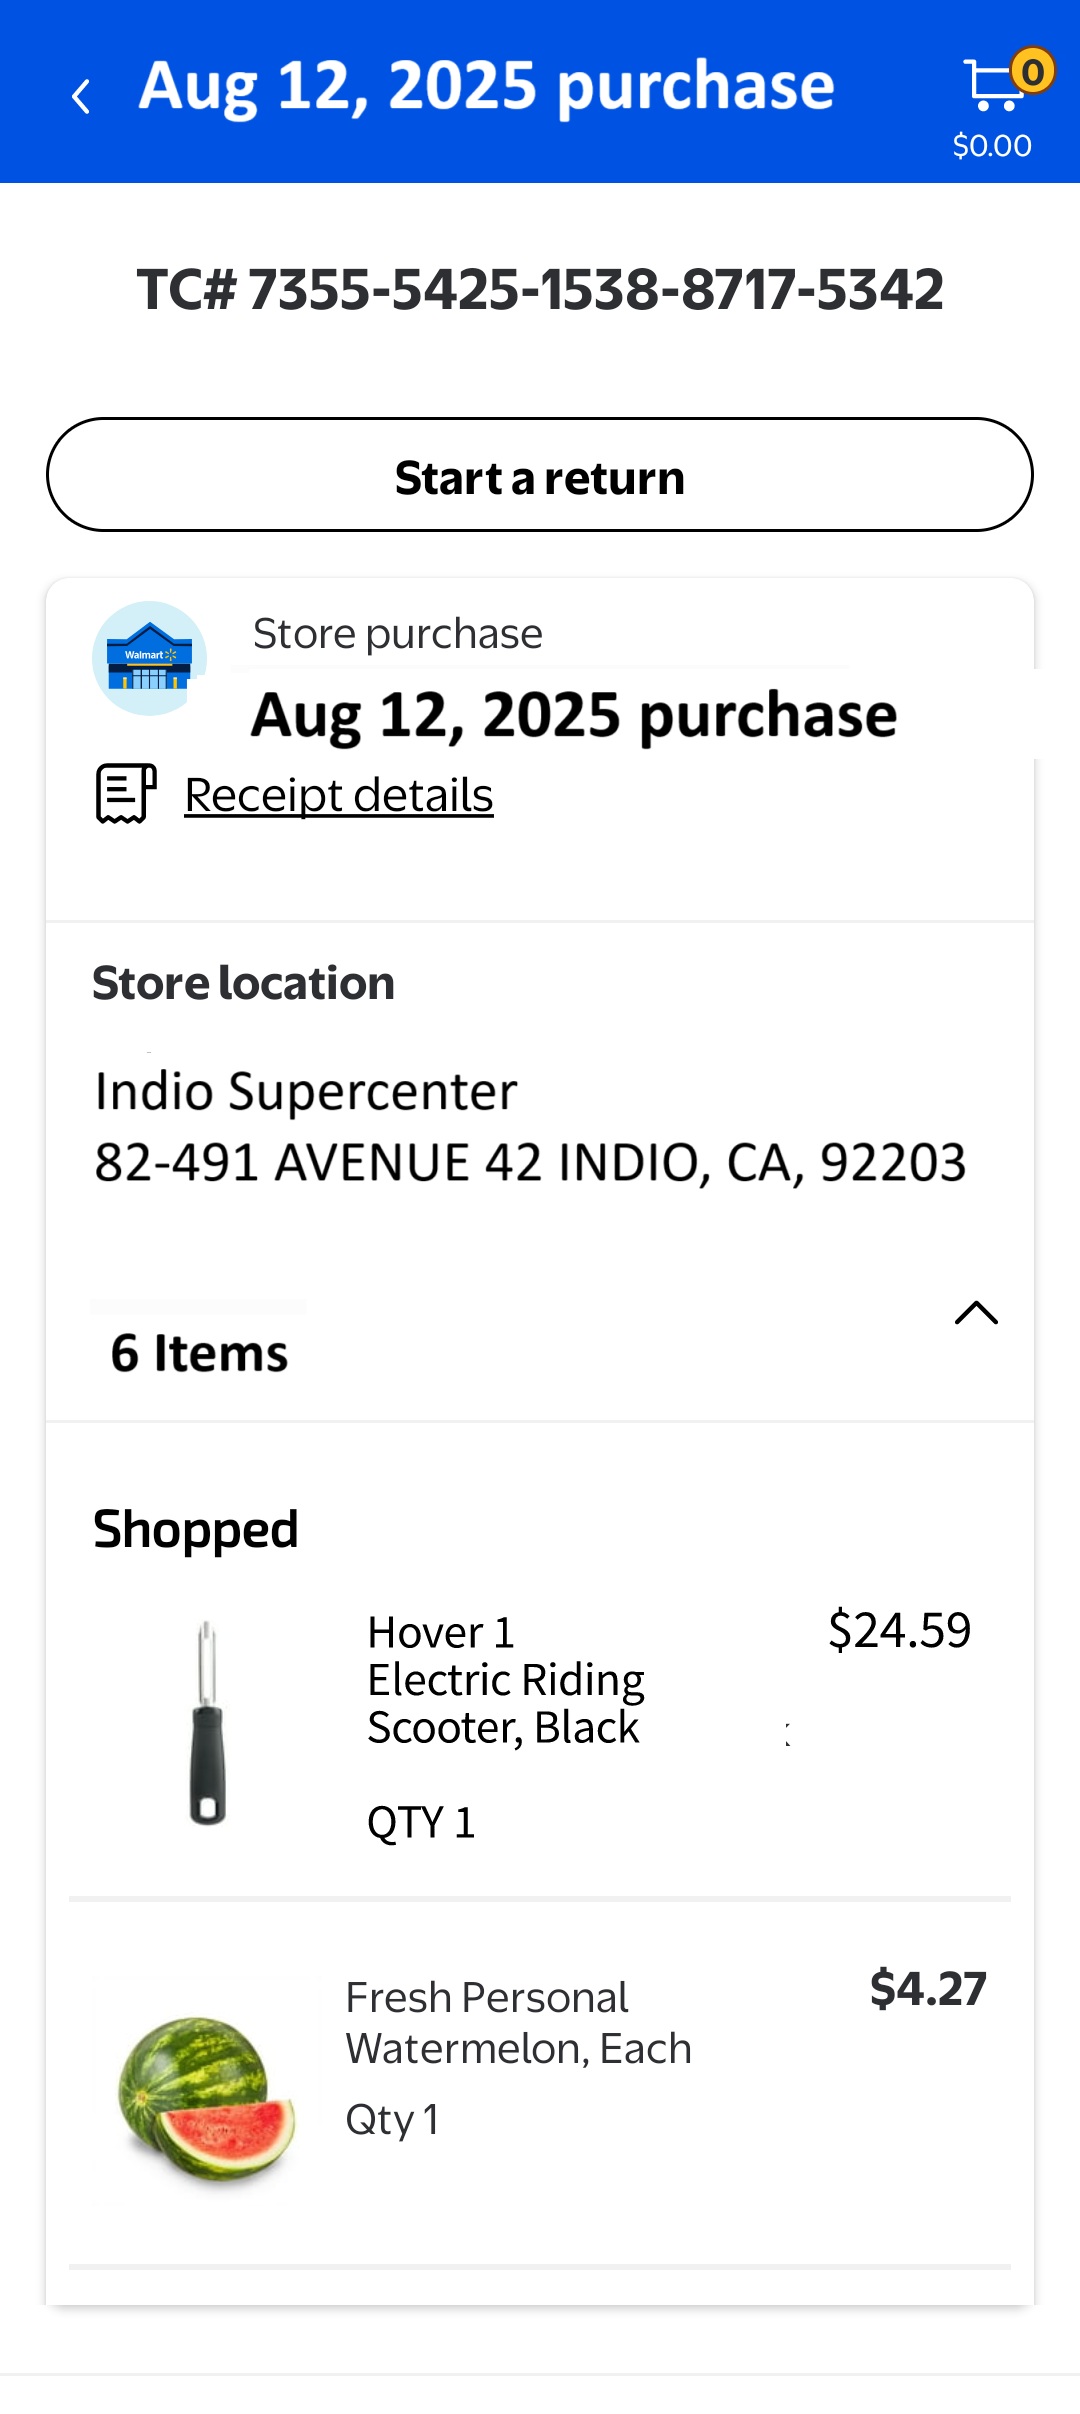 Aug 12, 2025 purchase
0
$0.00
TC# 7355-5425-1538-8717-5342
Start a return
Walmart
Store purchase
Aug 12, 2025 purchase
Receipt details
Store location
Indio Supercenter
82-491 AVENUE 42 INDIO, CA, 92203
6 Items
Shopped
Hover 1 $24.59
Electric Riding
Scooter, Black
QTY 1
Fresh Personal $4.27
Watermelon, Each
Qty 1